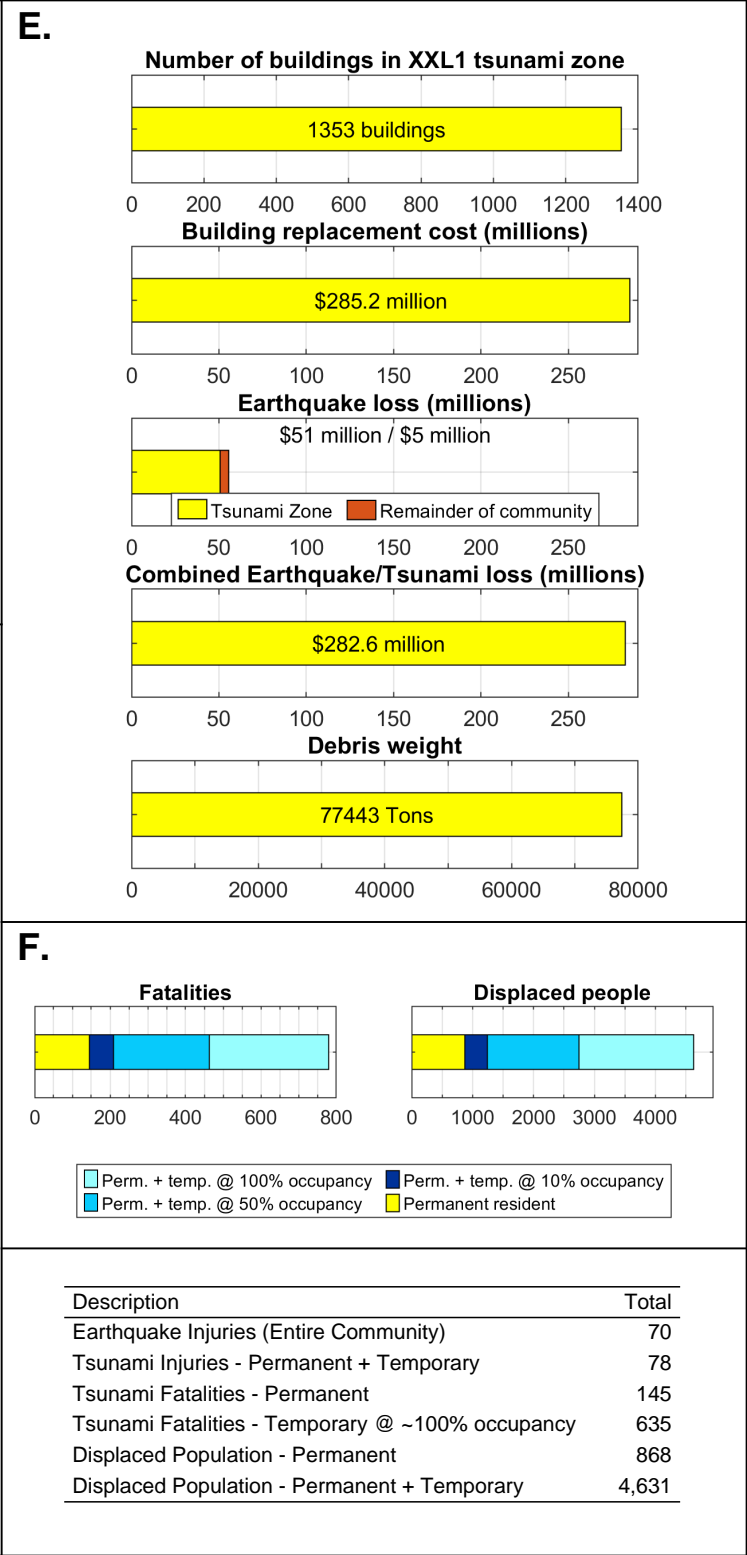 E.
Number of buildings in XXL1 tsunami zone
1353 buildings
0 200 400 600 800 1000 1200 1400
Building replacement cost (millions)
$285.2 million
0 50 100 150 200 250
Earthquake loss (millions)
$51 million / $5 million
Tsunami Zone Remainder of community
0 50 100 150 200 250
Combined Earthquake/Tsunami loss (millions)
$282.6 million
0 50 100 150 200 250
Debris weight
77443 Tons
0 20000 40000 60000 80000
F.
Fatalities
0 200 400 600 800
Displaced people
0 1000 2000 3000 4000
Perm. + temp. @ 100% occupancy Perm. + temp. @ 10% occupancy
Perm. + temp. @ 50% occupancy Permanent resident
Description Total
Earthquake Injuries (Entire Community) 70
Tsunami Injuries - Permanent + Temporary 78
Tsunami Fatalities - Permanent 145
Tsunami Fatalities - Temporary @ ~100% occupancy 635
Displaced Population - Permanent 868
Displaced Population - Permanent + Temporary 4,631